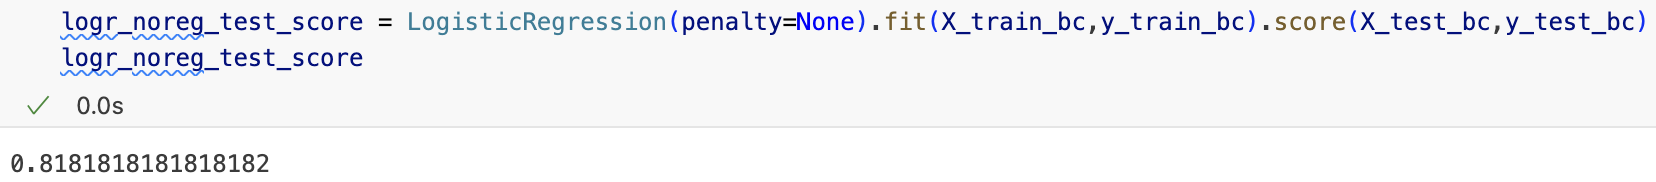 logr_noreg_test_score = LogisticRegression(penalty=None).fit(X_train_bc,y_train_bc).score(X_test_bc,y_test_bc)
logr_noreg_test_score
0.0s
0.8181818181818182